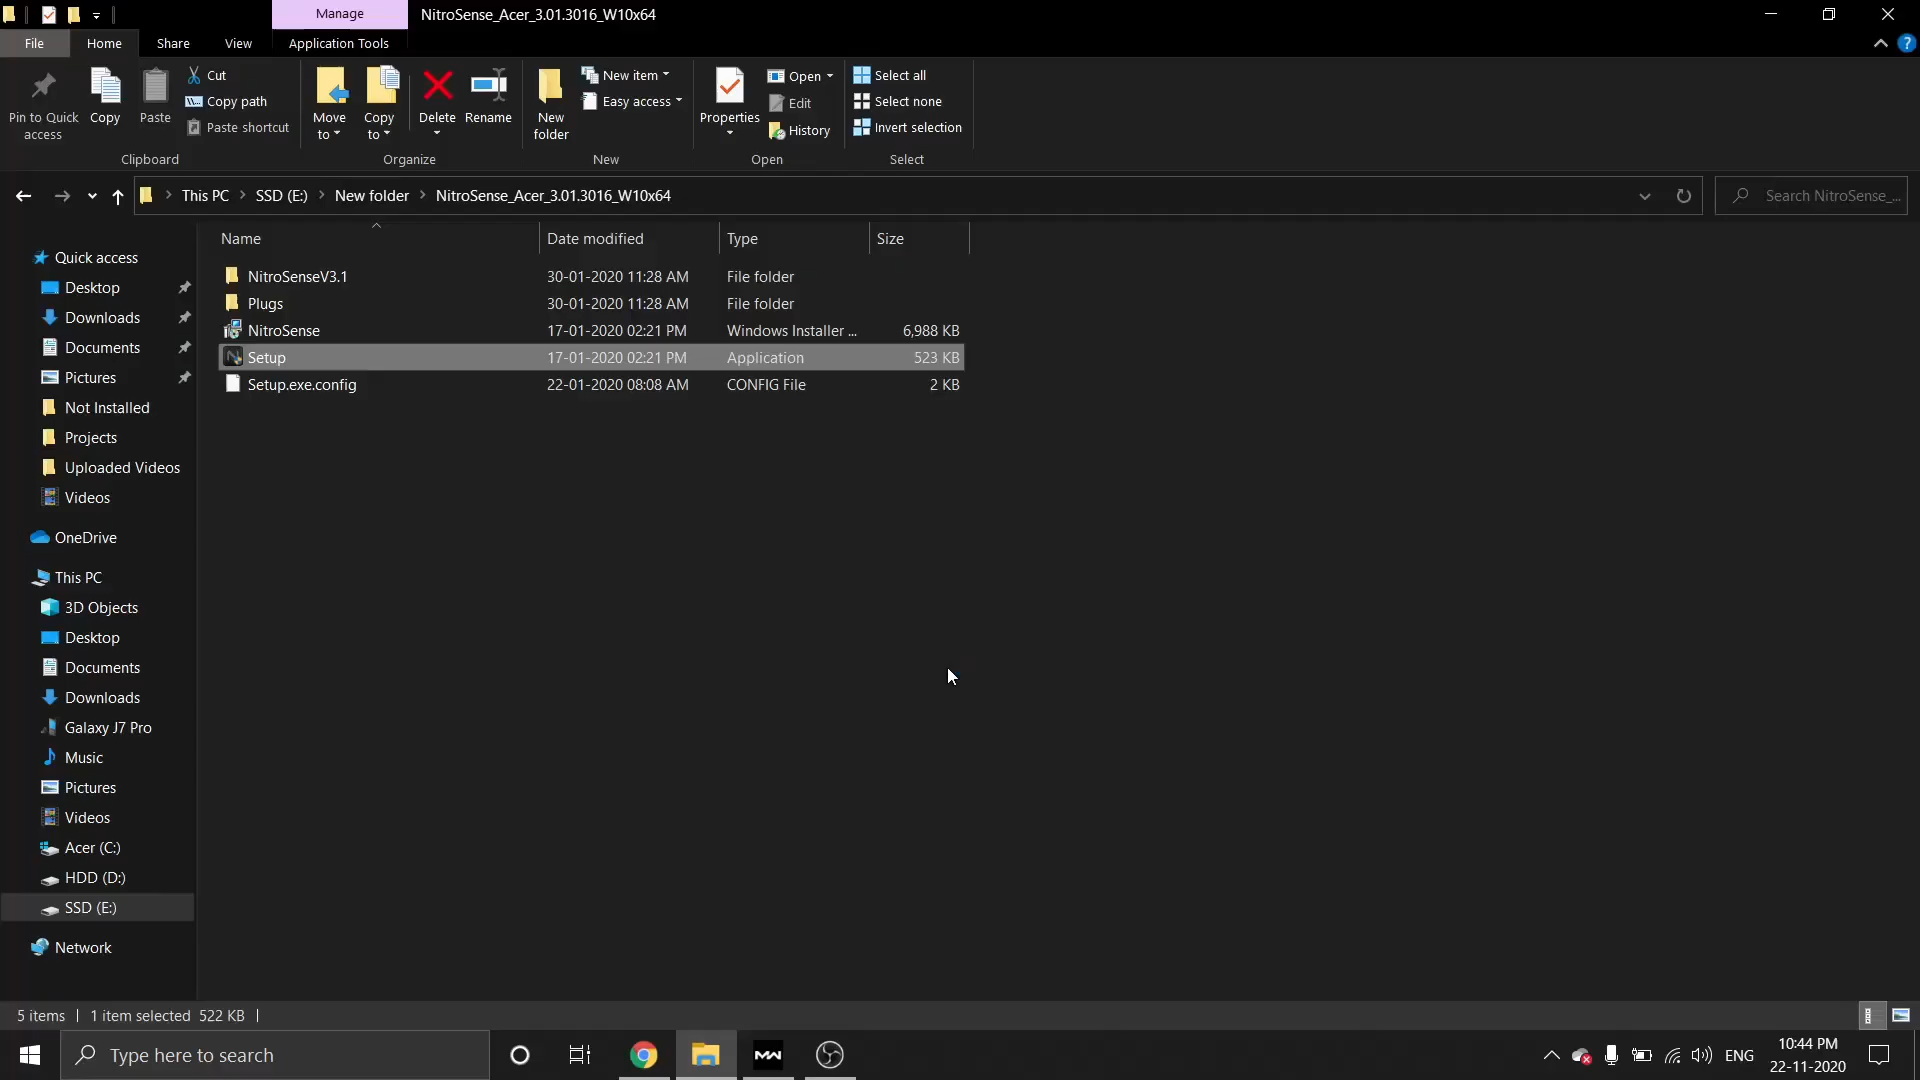 Manage
NitroSense_Acer_3.01.3016_W10x64
File
Home
Share
View
Application Tools
Pin to Quick access
Copy
Paste
Cut
Copy path
Paste shortcut
Clipboard
Move to
Copy to
Delete
Rename
Organize
New folder
New item
Easy access
New
Properties
Open
Edit
History
Open
Select all
Select none
Invert selection
Select
This PC > SSD (E:) > New folder > NitroSense_Acer_3.01.3016_W10x64
Search NitroSense_...
Name Date modified Type Size
NitroSenseV3.1 30-01-2020 11:28 AM File folder
Plugs 30-01-2020 11:28 AM File folder
NitroSense 17-01-2020 02:21 PM Windows Installer ... 6,988 KB
Setup 17-01-2020 02:21 PM Application 523 KB
Setup.exe.config 22-01-2020 08:08 AM CONFIG File 2 KB
Quick access
Desktop
Downloads
Documents
Pictures
Not Installed
Projects
Uploaded Videos
Videos
OneDrive
This PC
3D Objects
Desktop
Documents
Downloads
Galaxy J7 Pro
Music
Pictures
Videos
Acer (C:)
HDD (D:)
SSD (E:)
Network
5 items | 1 item selected 522 KB |
Type here to search
MW
ENG
10:44 PM
22-11-2020